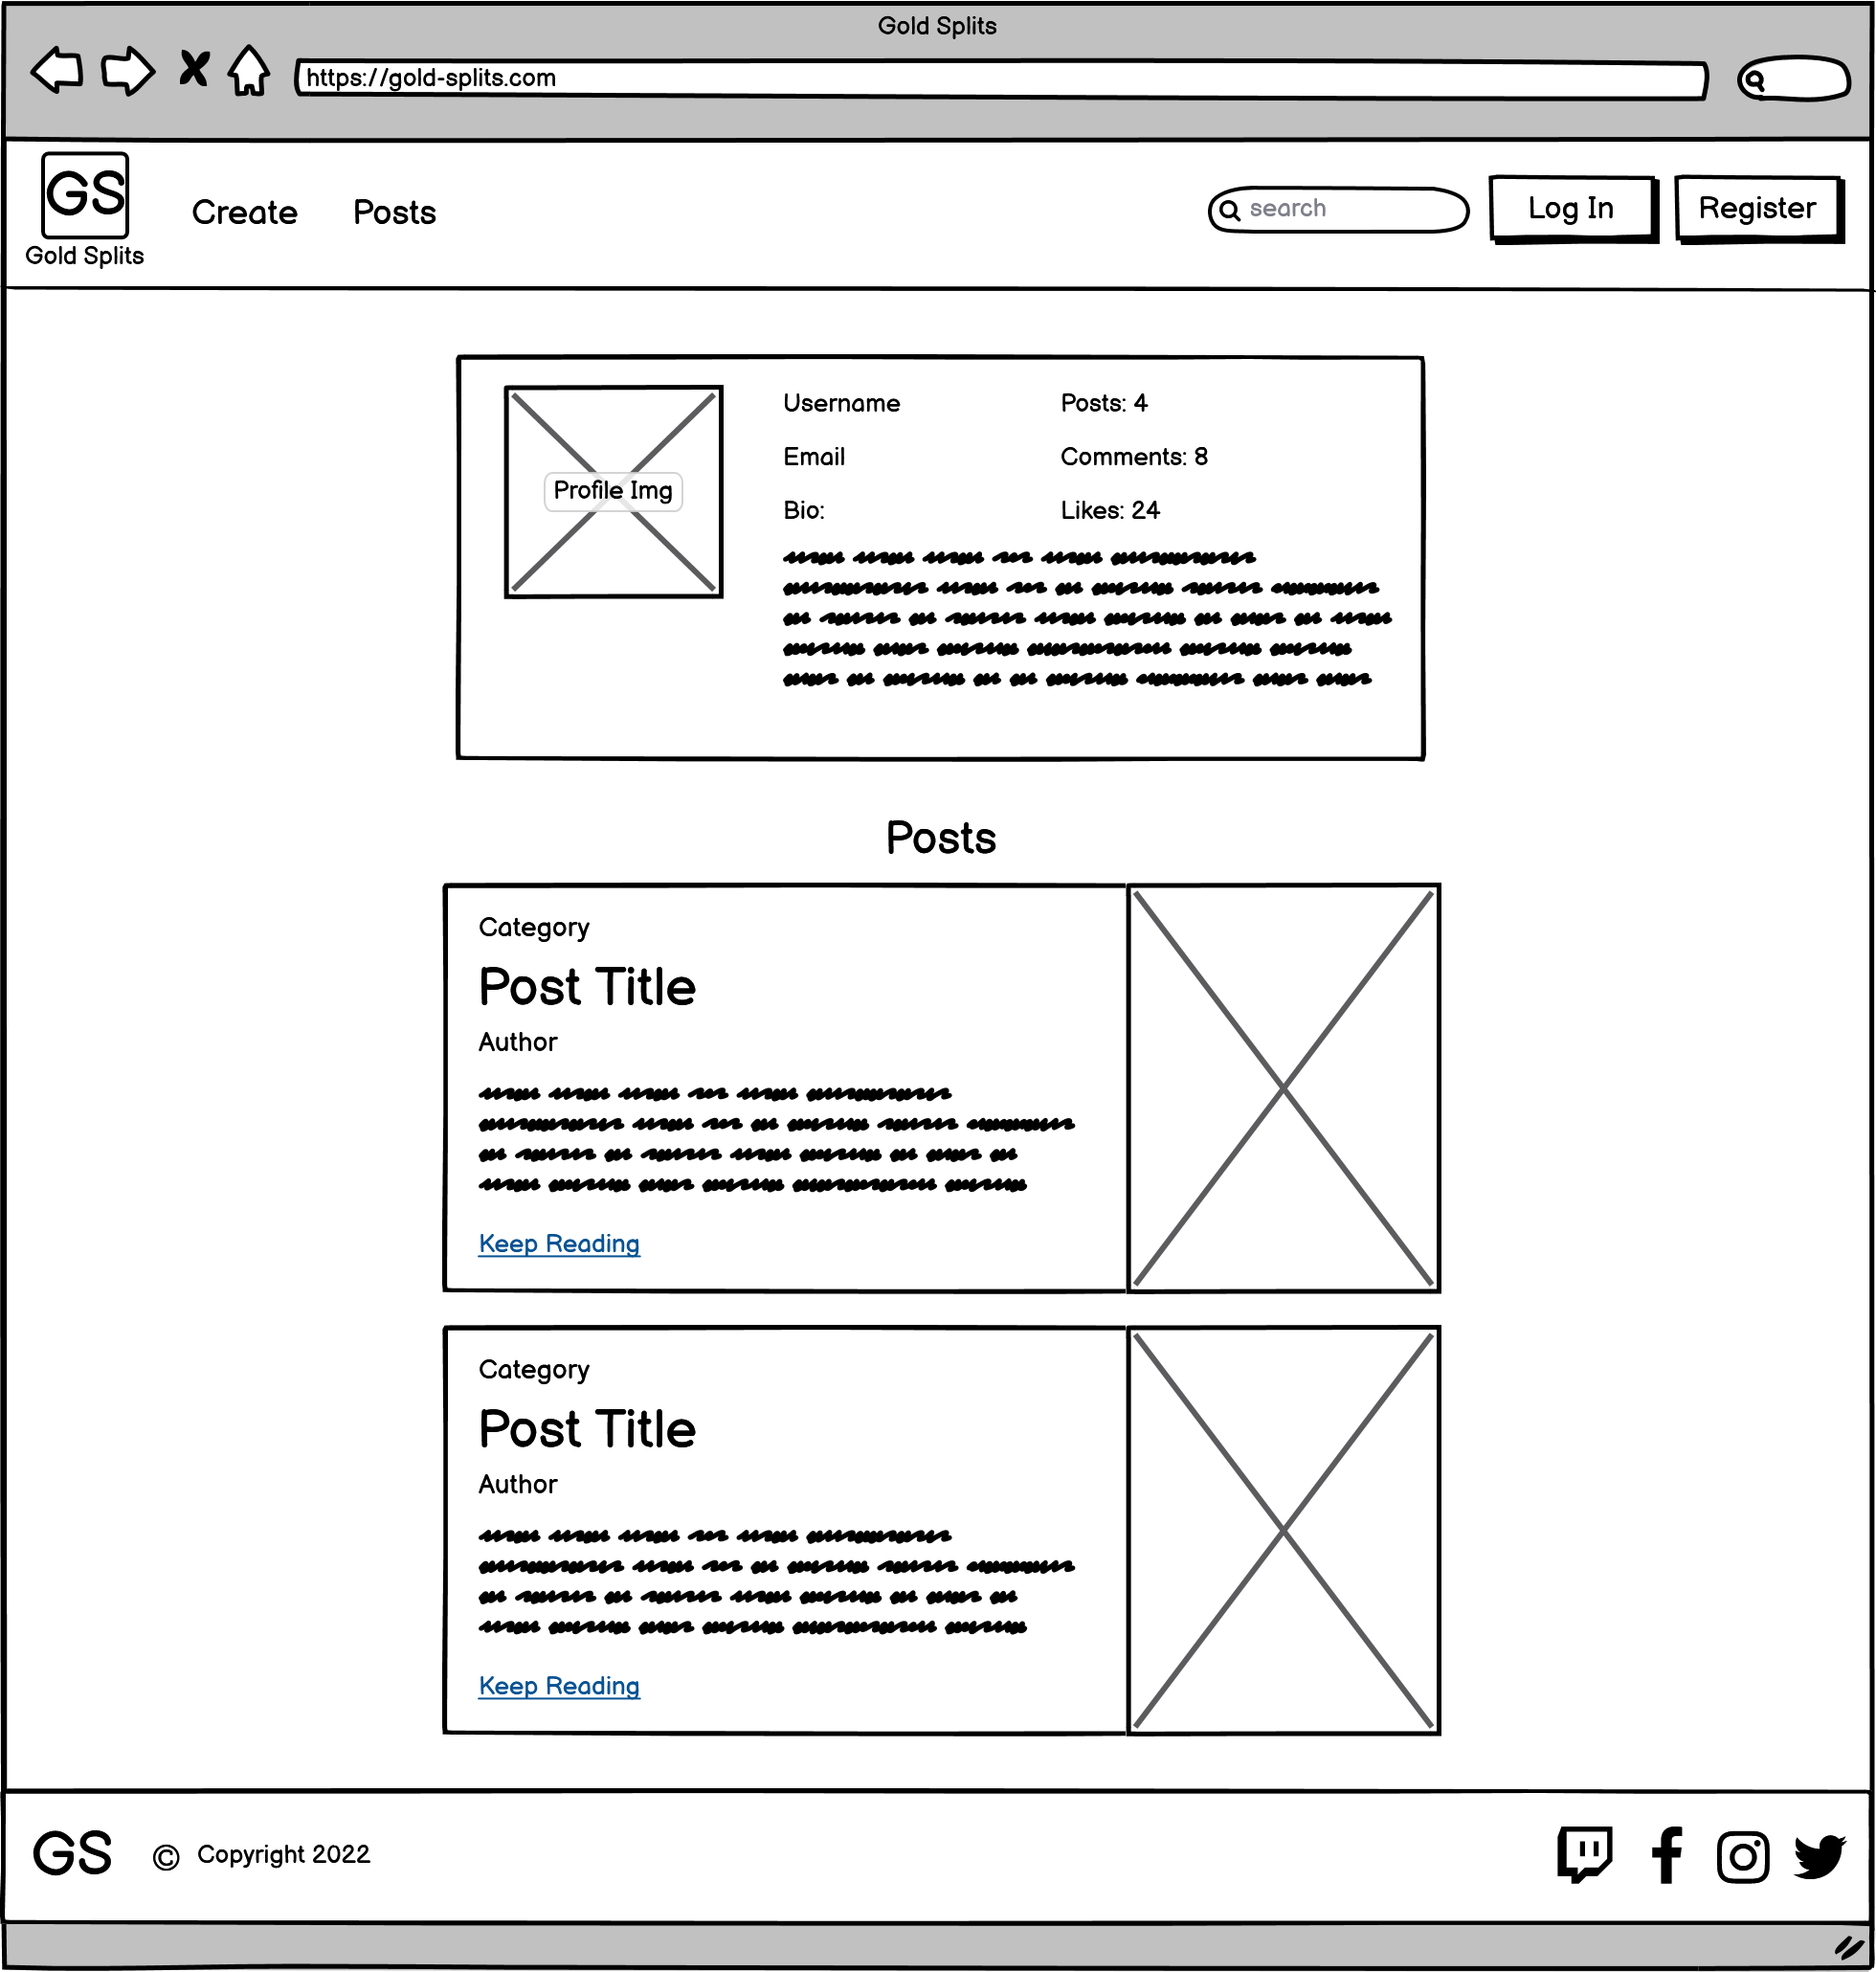 Gold Splits
https://gold-splits.com
GS
Gold Splits
Create Posts
search
Log In
Register
Profile Img
Username
Posts: 4
Email
Comments: 8
Bio:
Likes: 24
Posts
Category
Post Title
Author
Keep Reading
Category
Post Title
Author
Keep Reading
GS © Copyright 2022